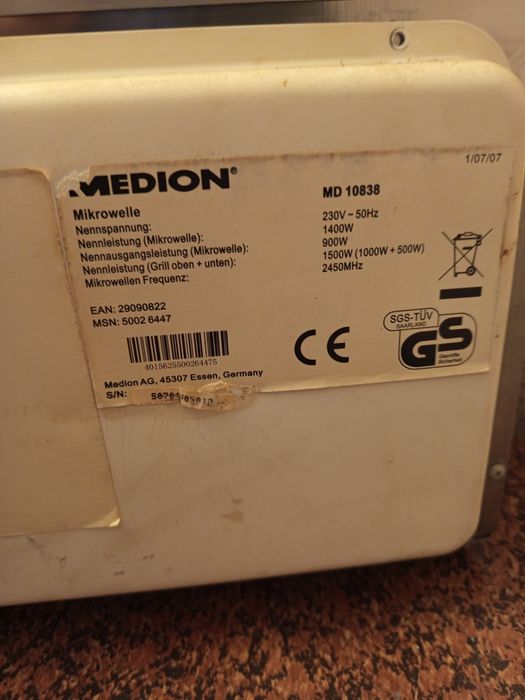 MEDION®
MD 10838
1/07/07
Mikrowelle
Nennspannung: 230V ~ 50Hz
Nennleistung (Mikrowelle): 1400W
Nennausgangsleistung (Mikrowelle): 900W
Nennleistung (Grill oben + unten): 1500W (1000W + 500W)
Mikrowellen Frequenz: 2450MHz
EAN: 29090822
MSN: 5002 6447
4015625500264475
CE
SGS-TÜV
SAARLAND
GS
Geprüfte
Sicherheit
Medion AG, 45307 Essen, Germany
S/N: